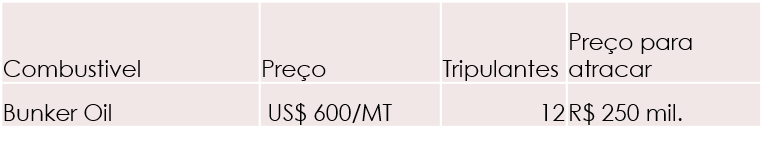 Combustivel Preço Tripulantes Preço para atracar
Bunker Oil US$ 600/MT 12 R$ 250 mil.